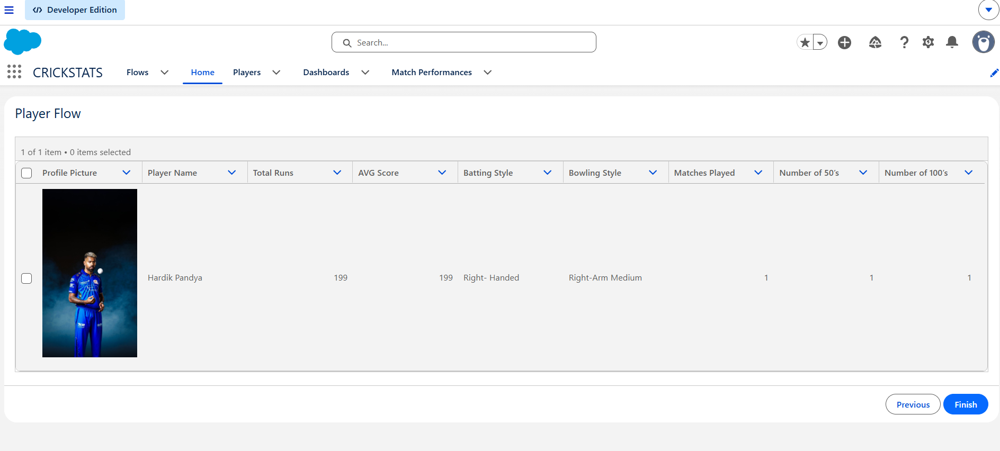 Developer Edition
Search...
CRICKSTATS Flows Home Players Dashboards Match Performances
Player Flow
1 of 1 item • 0 items selected
Profile Picture Player Name Total Runs AVG Score Batting Style Bowling Style Matches Played Number of 50's Number of 100's
Hardik Pandya 199 199 Right- Handed Right-Arm Medium 1 1 1
Previous Finish